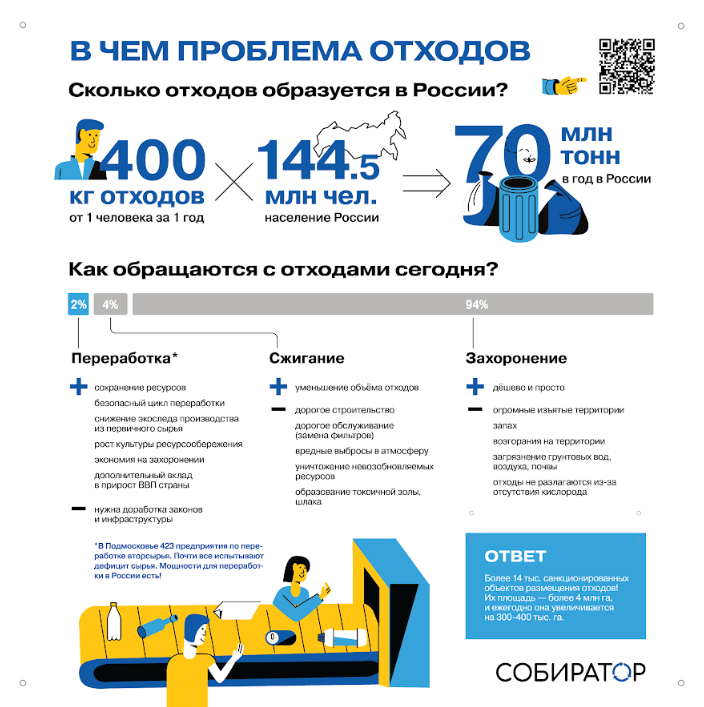 В ЧЕМ ПРОБЛЕМА ОТХОДОВ
Сколько отходов образуется в России?
400
кг отходов
от 1 человека за 1 год
144.5
млн чел.
население России
70
млн
тонн
в год в России
Как обращаются с отходами сегодня?
2%
4%
94%
Переработка*
+ сохранение ресурсов
безопасный цикл переработки
снижение экоследа производства
из первичного сырья
рост культуры ресурсосбережения
экономия на захоронении
дополнительный вклад
в прирост ВВП страны
− нужна доработка законов
и инфраструктуры
*В Подмосковье 423 предприятия по пере-
работке вторсырья. Почти все испытывают
дефицит сырья. Мощности для переработ-
ки в России есть!
Сжигание
+ уменьшение объёма отходов
− дорогое строительство
дорогое обслуживание
(замена фильтров)
вредные выбросы в атмосферу
уничтожение невозобновляемых
ресурсов
образование токсичной золы,
шлака
Захоронение
+ дёшево и просто
− огромные изъятые территории
запах
возгорания на территории
загрязнение грунтовых вод,
воздуха, почвы
отходы не разлагаются из-за
отсутствия кислорода
ОТВЕТ
Более 14 тыс. санкционированных
объектов размещения отходов!
Их площадь — более 4 млн га,
и ежегодно она увеличивается
на 300-400 тыс. га.
СОБИРАТОР